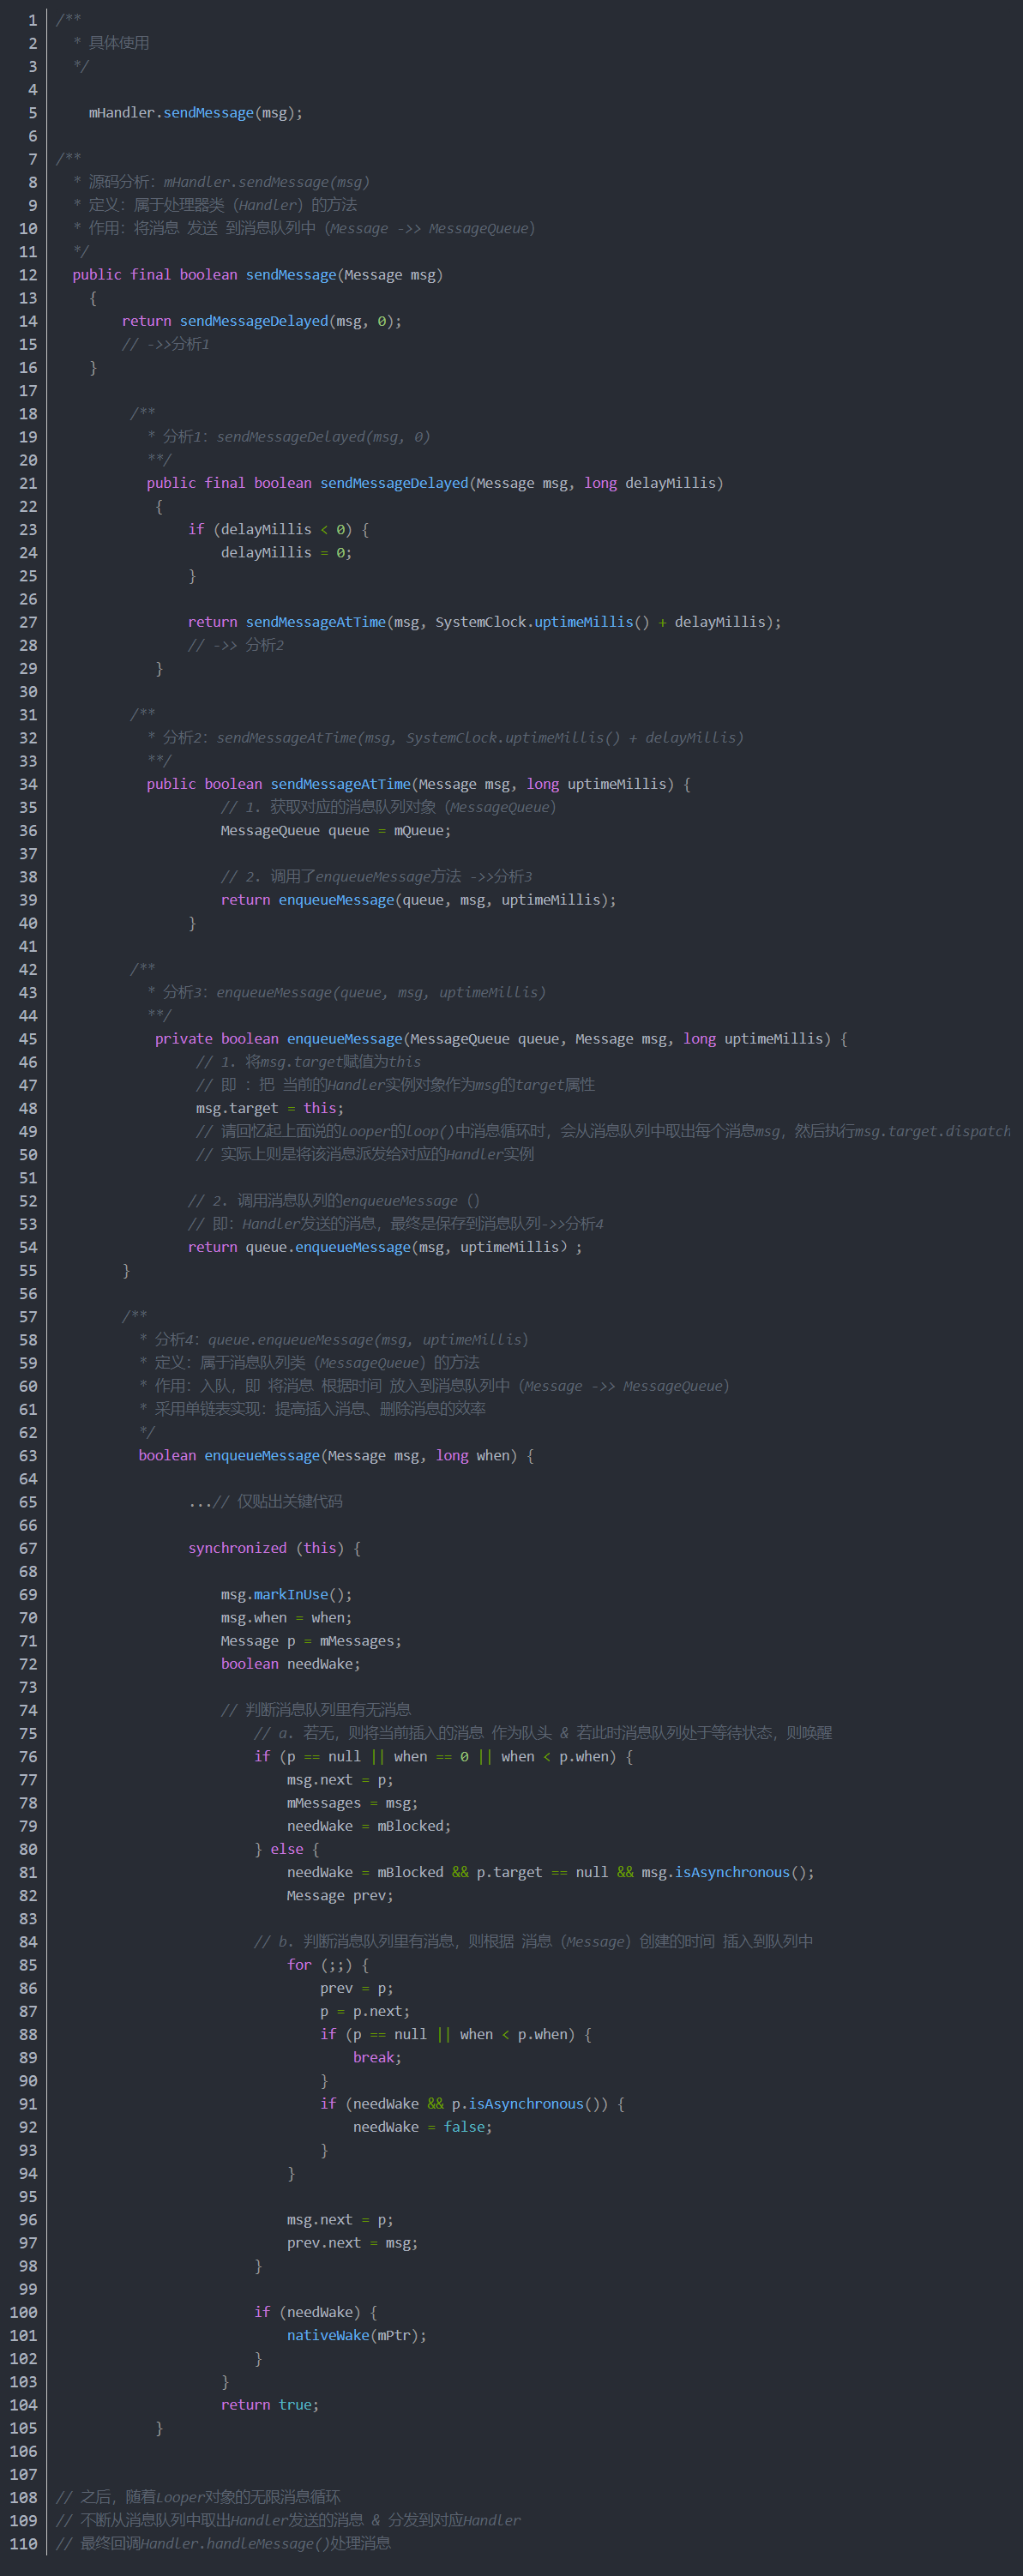 1 /**
2 * 具体使用
3 */
4
5 mHandler.sendMessage(msg);
6
7 /**
8 * 源码分析：mHandler.sendMessage(msg)
9 * 定义：属于处理器类（Handler）的方法
10 * 作用：将消息 发送 到消息队列中（Message ->> MessageQueue）
11 */
12 public final boolean sendMessage(Message msg)
13 {
14 return sendMessageDelayed(msg, 0);
15 // ->>分析1
16 }
17
18 /**
19 * 分析1：sendMessageDelayed(msg, 0)
20 **/
21 public final boolean sendMessageDelayed(Message msg, long delayMillis)
22 {
23 if (delayMillis < 0) {
24 delayMillis = 0;
25 }
26
27 return sendMessageAtTime(msg, SystemClock.uptimeMillis() + delayMillis);
28 // ->> 分析2
29 }
30
31 /**
32 * 分析2：sendMessageAtTime(msg, SystemClock.uptimeMillis() + delayMillis)
33 **/
34 public boolean sendMessageAtTime(Message msg, long uptimeMillis) {
35 // 1. 获取对应的消息队列对象（MessageQueue）
36 MessageQueue queue = mQueue;
37
38 // 2. 调用了enqueueMessage方法 ->>分析3
39 return enqueueMessage(queue, msg, uptimeMillis);
40 }
41
42 /**
43 * 分析3：enqueueMessage(queue, msg, uptimeMillis)
44 **/
45 private boolean enqueueMessage(MessageQueue queue, Message msg, long uptimeMillis) {
46 // 1. 将msg.target赋值为this
47 // 即 ：把 当前的Handler实例对象作为msg的target属性
48 msg.target = this;
49 // 请回忆起上面说的Looper的loop()中消息循环时，会从消息队列中取出每个消息msg，然后执行msg.target.dispatch
50 // 实际上则是将该消息派发给对应的Handler实例
51
52 // 2. 调用消息队列的enqueueMessage（）
53 // 即：Handler发送的消息，最终是保存到消息队列->>分析4
54 return queue.enqueueMessage(msg, uptimeMillis）;
55 }
56
57 /**
58 * 分析4：queue.enqueueMessage(msg, uptimeMillis）
59 * 定义：属于消息队列类（MessageQueue）的方法
60 * 作用：入队，即 将消息 根据时间 放入到消息队列中（Message ->> MessageQueue）
61 * 采用单链表实现：提高插入消息、删除消息的效率
62 */
63 boolean enqueueMessage(Message msg, long when) {
64
65 ...// 仅贴出关键代码
66
67 synchronized (this) {
68
69 msg.markInUse();
70 msg.when = when;
71 Message p = mMessages;
72 boolean needWake;
73
74 // 判断消息队列里有无消息
75 // a. 若无，则将当前插入的消息 作为队头 & 若此时消息队列处于等待状态，则唤醒
76 if (p == null || when == 0 || when < p.when) {
77 msg.next = p;
78 mMessages = msg;
79 needWake = mBlocked;
80 } else {
81 needWake = mBlocked && p.target == null && msg.isAsynchronous();
82 Message prev;
83
84 // b. 判断消息队列里有消息，则根据 消息（Message）创建的时间 插入到队列中
85 for (;;) {
86 prev = p;
87 p = p.next;
88 if (p == null || when < p.when) {
89 break;
90 }
91 if (needWake && p.isAsynchronous()) {
92 needWake = false;
93 }
94 }
95
96 msg.next = p;
97 prev.next = msg;
98 }
99
100 if (needWake) {
101 nativeWake(mPtr);
102 }
103 }
104 return true;
105 }
106
107
108 // 之后，随着Looper对象的无限消息循环
109 // 不断从消息队列中取出Handler发送的消息 & 分发到对应Handler
110 // 最终回调Handler.handleMessage()处理消息